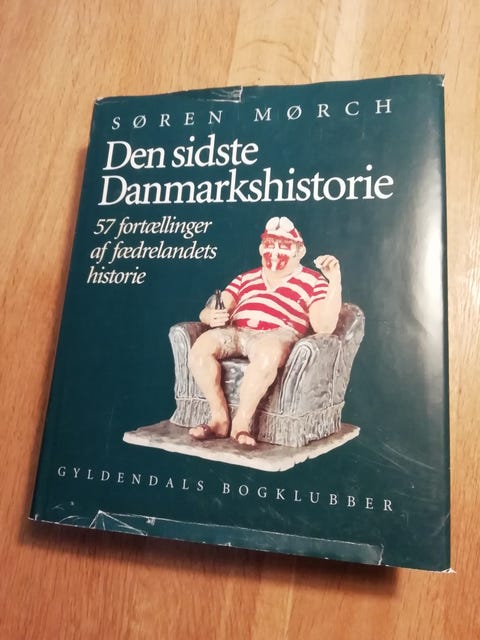 SØREN MØRCH
Den sidste
Danmarkshistorie
57 fortællinger
af fædrelandets
historie
GYLDENDALS BOGKLUBBER